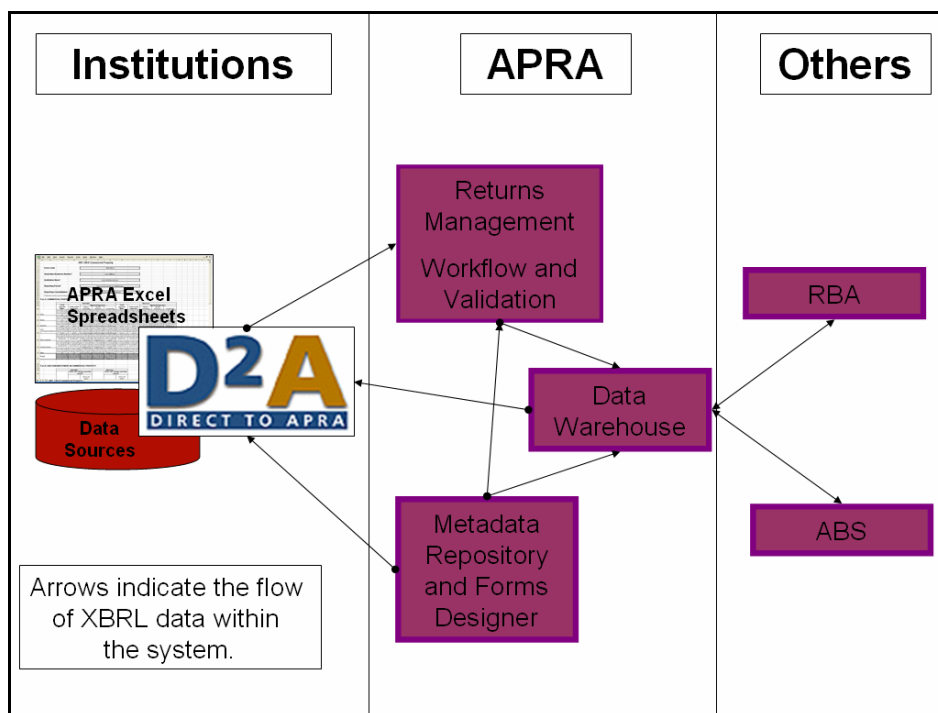 Institutions
APRA
Others
Returns
Management
Workflow and
Validation
APRA Excel
Spreadsheets
D2A
DIRECT TO APRA
Data
Sources
RBA
Data
Warehouse
ABS
Metadata
Repository
and Forms
Designer
Arrows indicate the flow
of XBRL data within
the system.